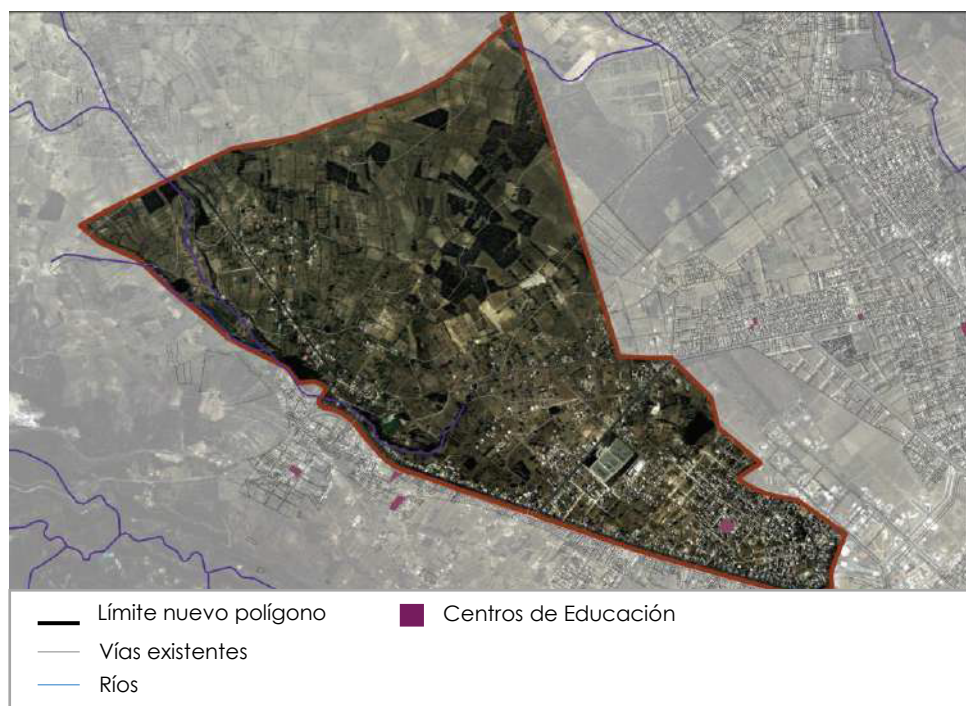 Límite nuevo polígono
Centros de Educación
Vías existentes
Ríos